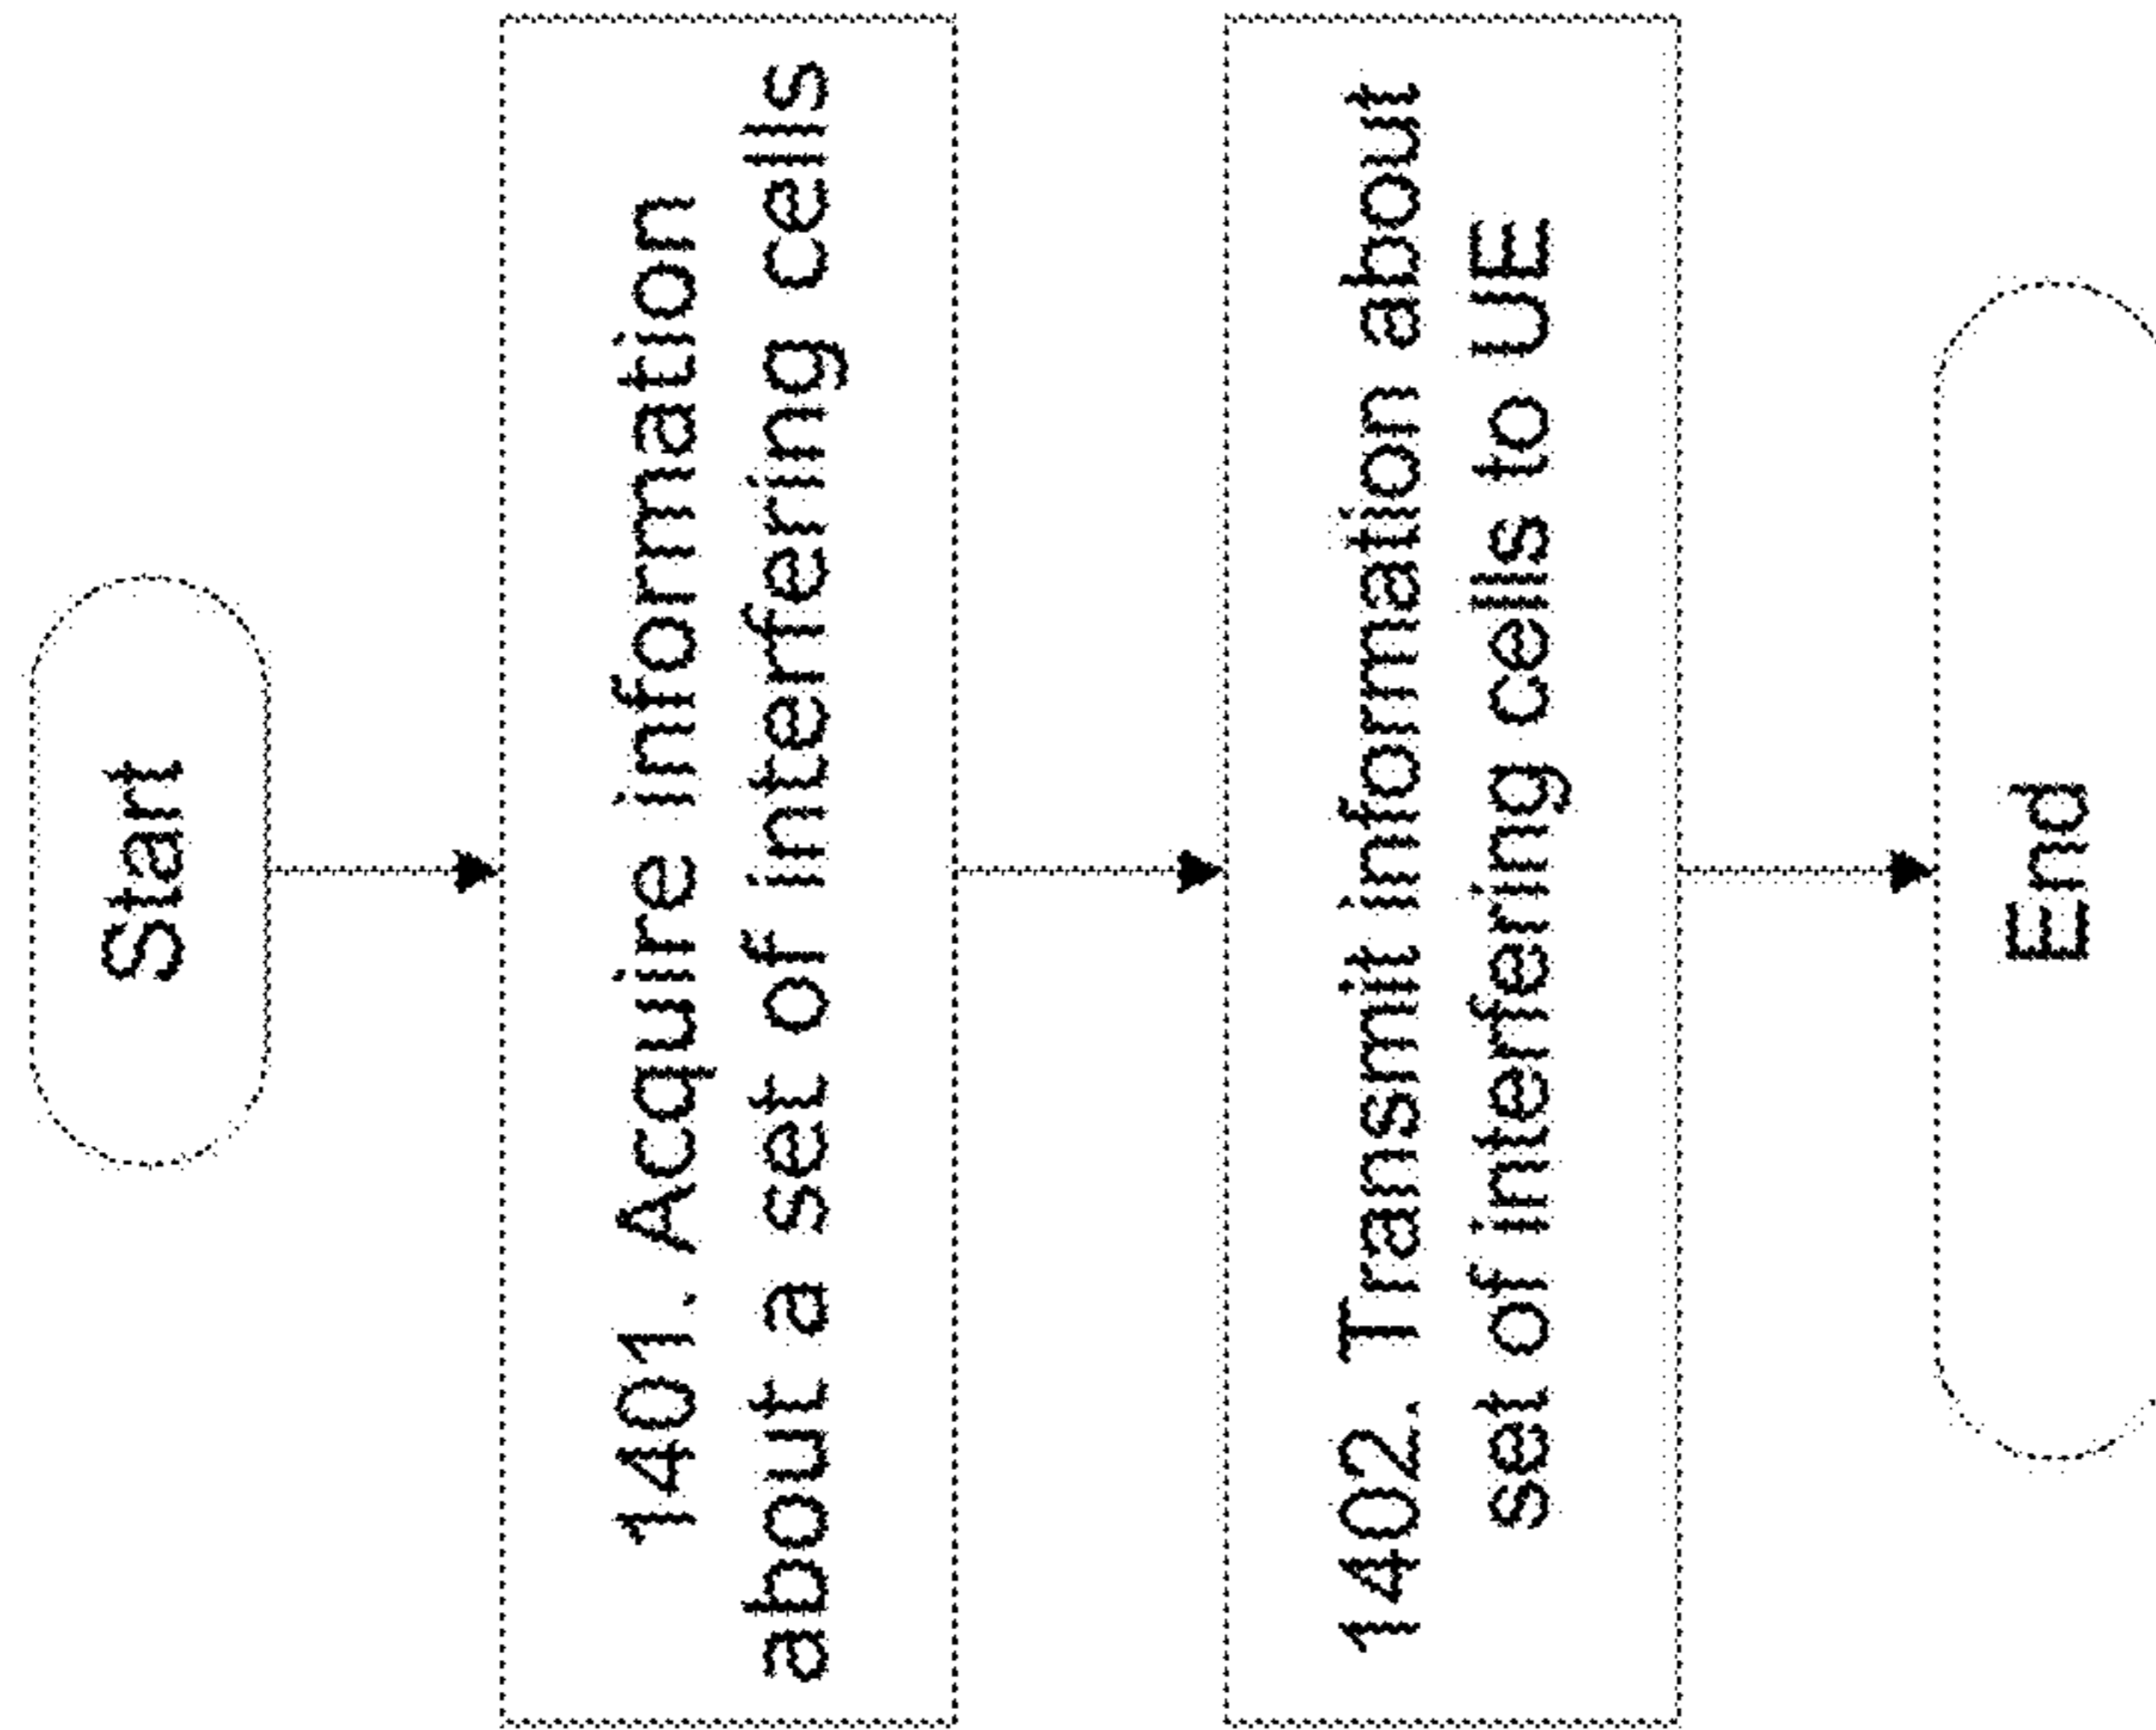 Start
1401. Acquire information
about a set of interfering cells
1402. Transmit information about
set of interfering cells to UE
End